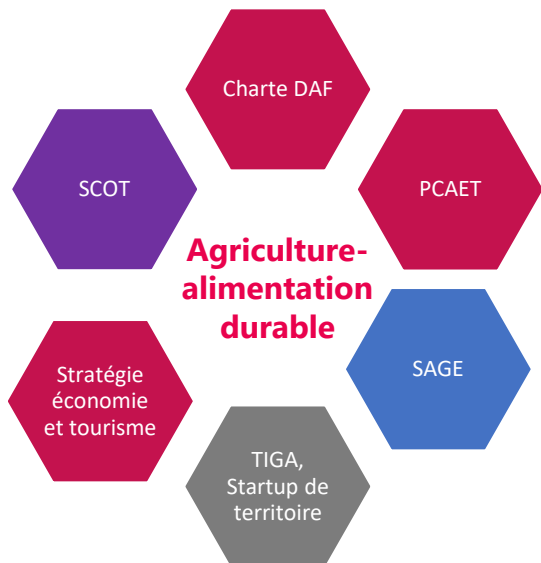 Charte DAF
SCOT
PCAET
Agriculture-
alimentation
durable
Stratégie
économie
et tourisme
SAGE
TIGA,
Startup de
territoire